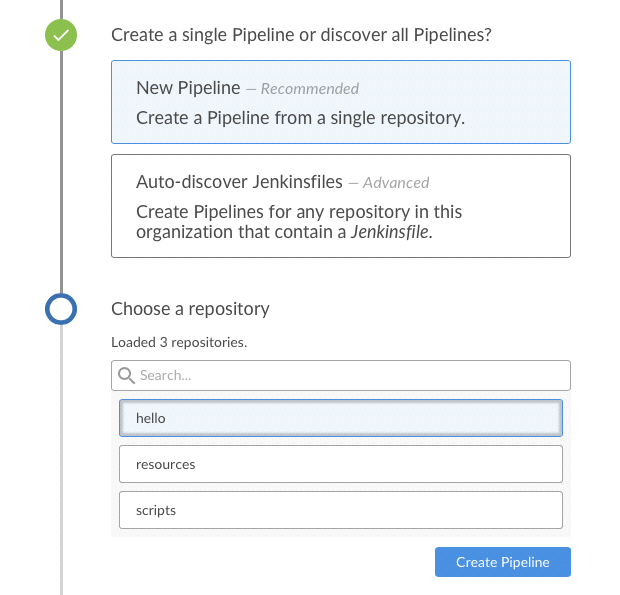 Create a single Pipeline or discover all Pipelines?
New Pipeline – Recommended
Create a Pipeline from a single repository.
Auto-discover Jenkinsfiles – Advanced
Create Pipelines for any repository in this
organization that contain a Jenkinsfile.
Choose a repository
Loaded 3 repositories.
Search...
hello
resources
scripts
Create Pipeline